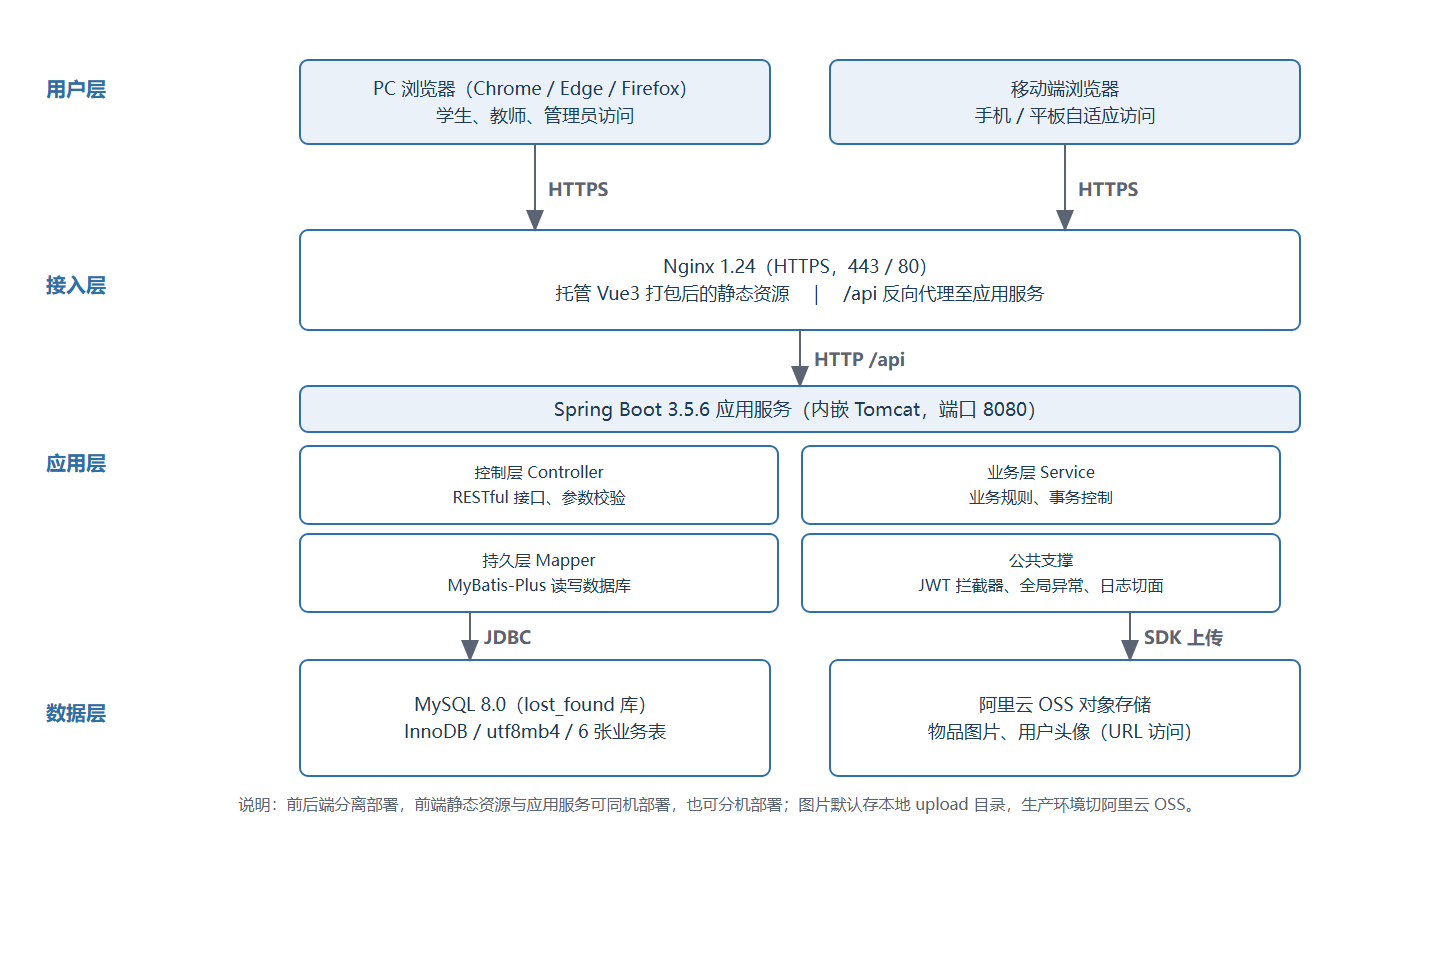 用户层
PC 浏览器（Chrome / Edge / Firefox）
学生、教师、管理员访问
移动端浏览器
手机 / 平板自适应访问
HTTPS
HTTPS
接入层
Nginx 1.24（HTTPS，443 / 80）
托管 Vue3 打包后的静态资源 | /api 反向代理至应用服务
HTTP /api
应用层
Spring Boot 3.5.6 应用服务（内嵌 Tomcat，端口 8080）
控制层 Controller
RESTful 接口、参数校验
业务层 Service
业务规则、事务控制
持久层 Mapper
MyBatis-Plus 读写数据库
公共支撑
JWT 拦截器、全局异常、日志切面
JDBC
SDK 上传
数据层
MySQL 8.0（lost_found 库）
InnoDB / utf8mb4 / 6 张业务表
阿里云 OSS 对象存储
物品图片、用户头像（URL 访问）
说明：前后端分离部署，前端静态资源与应用服务可同机部署，也可分机部署；图片默认存本地 upload 目录，生产环境切阿里云 OSS。